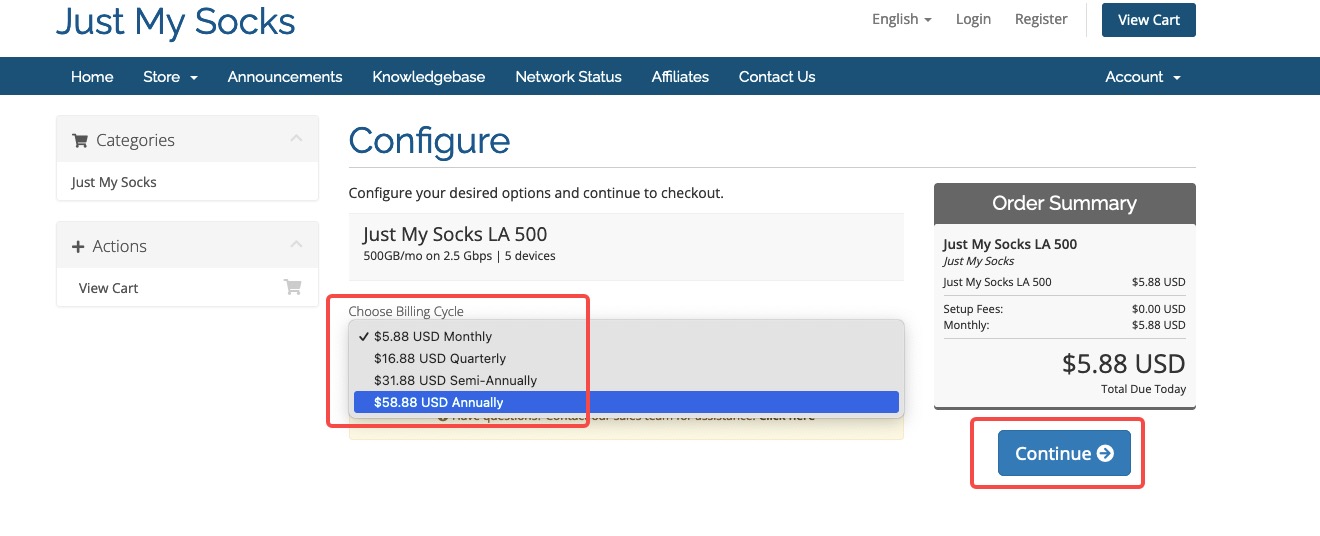 Just My Socks
English
Login
Register
View Cart
Home
Store
Announcements
Knowledgebase
Network Status
Affiliates
Contact Us
Account
Categories
Just My Socks
Actions
View Cart
Configure
Configure your desired options and continue to checkout.
Just My Socks LA 500
500GB/mo on 2.5 Gbps | 5 devices
Choose Billing Cycle
$5.88 USD Monthly
$16.88 USD Quarterly
$31.88 USD Semi-Annually
$58.88 USD Annually
Have questions? Contact our sales team for assistance. Click here
Order Summary
Just My Socks LA 500
Just My Socks
Just My Socks LA 500 $5.88 USD
Setup Fees: $0.00 USD
Monthly: $5.88 USD
$5.88 USD
Total Due Today
Continue